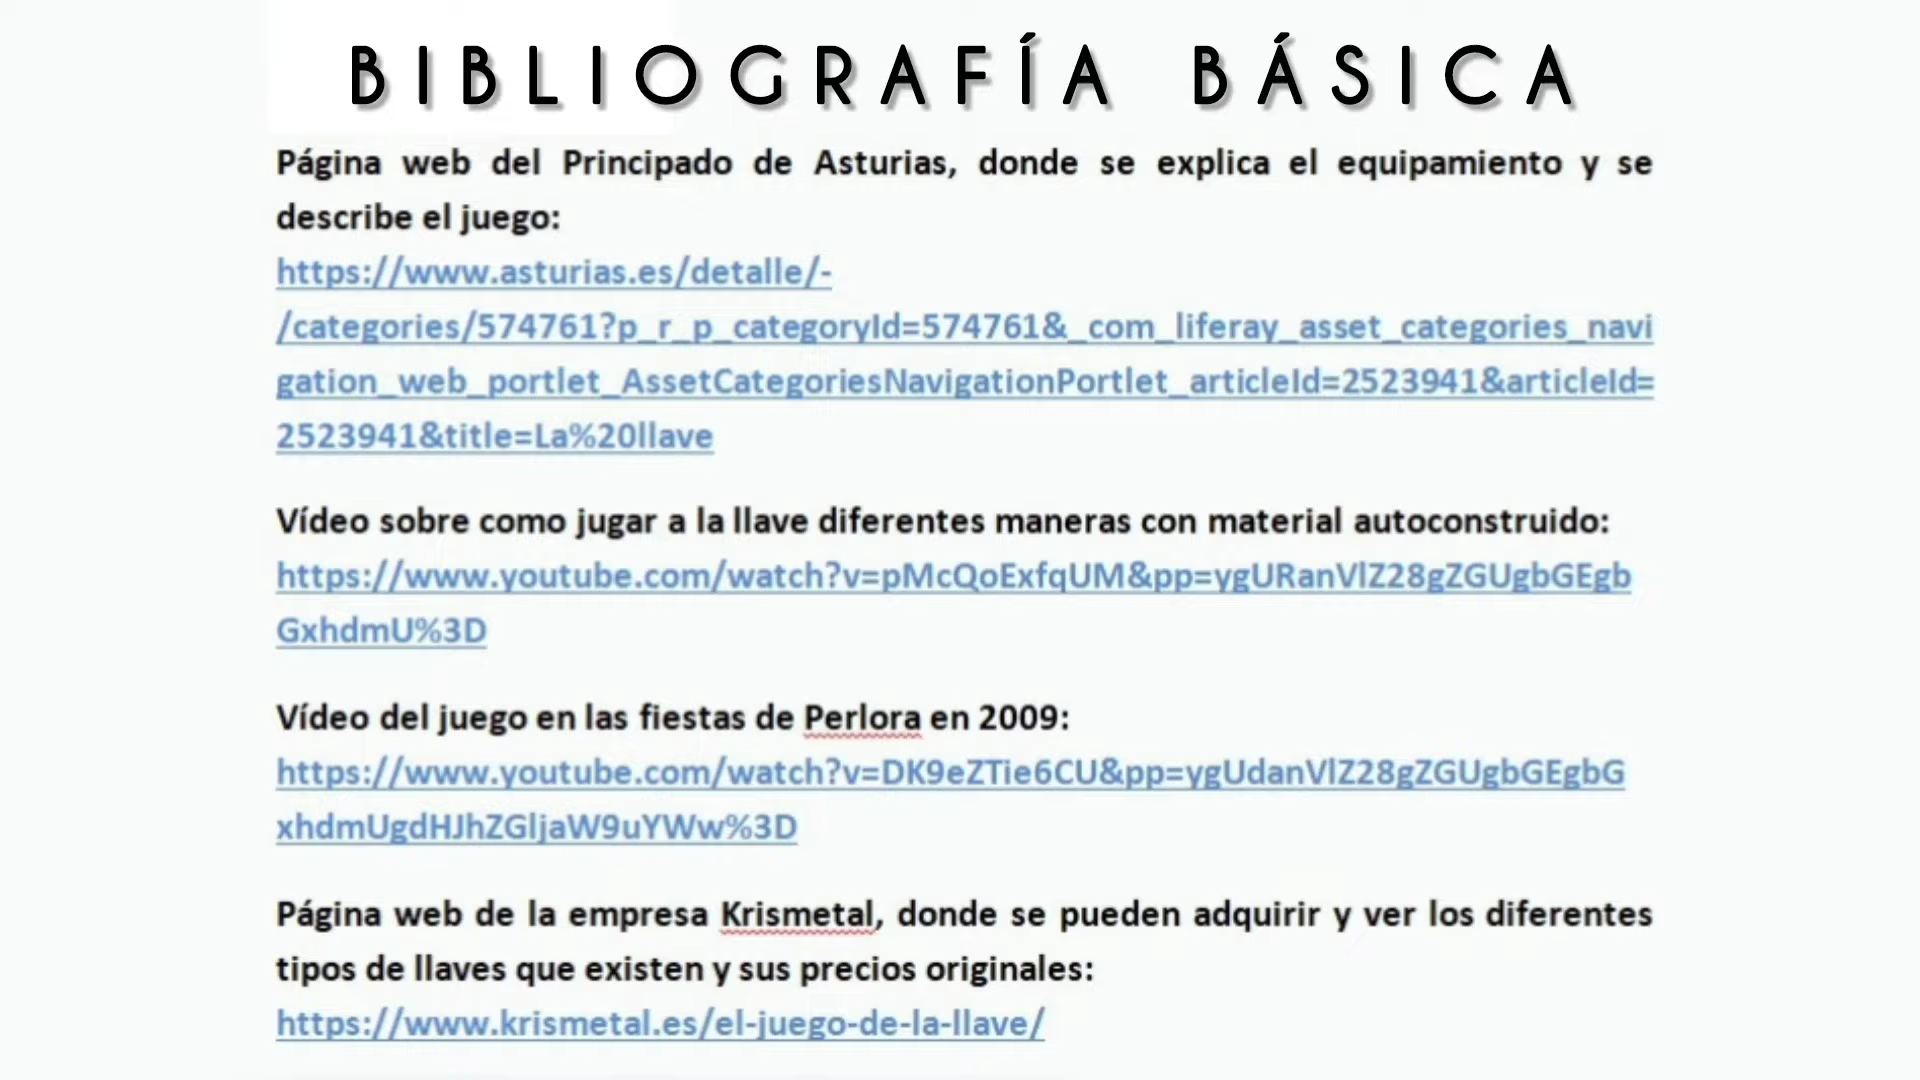 BIBLIOGRAFÍA BÁSICA
Página web del Principado de Asturias, donde se explica el equipamiento y se
describe el juego:
https://www.asturias.es/detalle/-
/categories/574761?p_r_p_categoryId=574761&_com_liferay_asset_categories_navi
gation_web_portlet_AssetCategoriesNavigationPortlet_articleId=2523941&articleId=
2523941&title=La%20llave
Vídeo sobre como jugar a la llave diferentes maneras con material autoconstruido:
https://www.youtube.com/watch?v=pMcQoExfqUM&pp=ygURanVlZ28gZGUgbGEgb
GxhdmU%3D
Vídeo del juego en las fiestas de Perlora en 2009:
https://www.youtube.com/watch?v=DK9eZTie6CU&pp=ygUdanVlZ28gZGUgbGEgbG
xhdmUgdHJhZGljaW9uYWw%3D
Página web de la empresa Krismetal, donde se pueden adquirir y ver los diferentes
tipos de llaves que existen y sus precios originales:
https://www.krismetal.es/el-juego-de-la-llave/